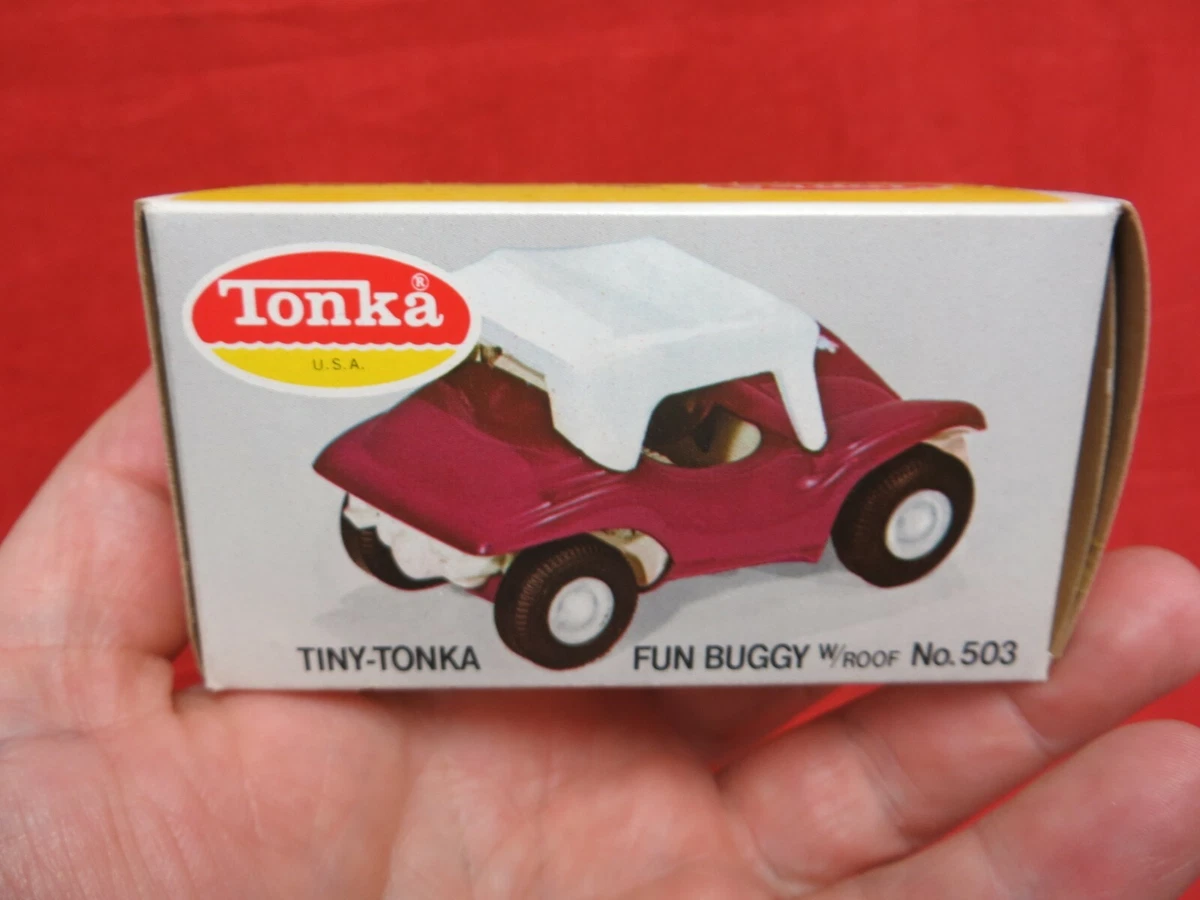 Tonka®
U.S.A.
TINY-TONKA FUN BUGGY W/ROOF No. 503